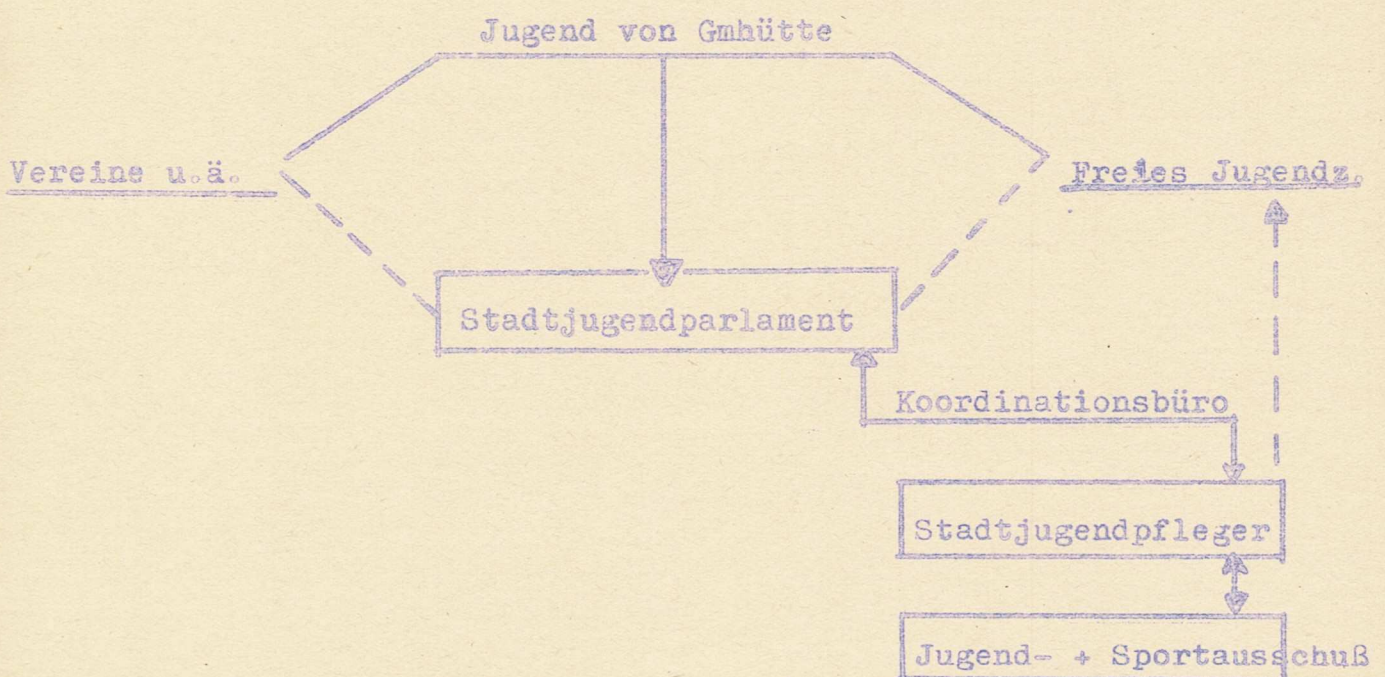 Jugend von Gmhütte
Vereine u.ä.
Freies Jugendz.
Stadtjugendparlament
Koordinationsbüro
Stadtjugendpfleger
Jugend- + Sportausschuß